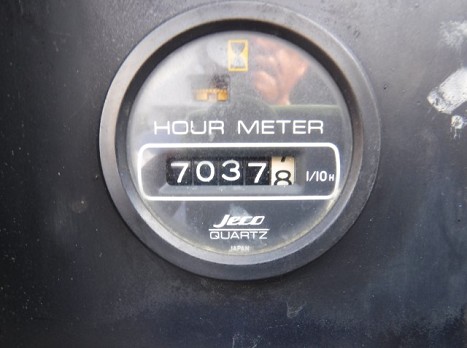 HOUR METER
70378 1/10H
Jeco
QUARTZ
JAPAN